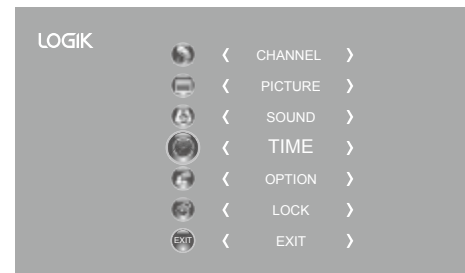 LOGIK
CHANNEL
PICTURE
SOUND
TIME
OPTION
LOCK
EXIT EXIT